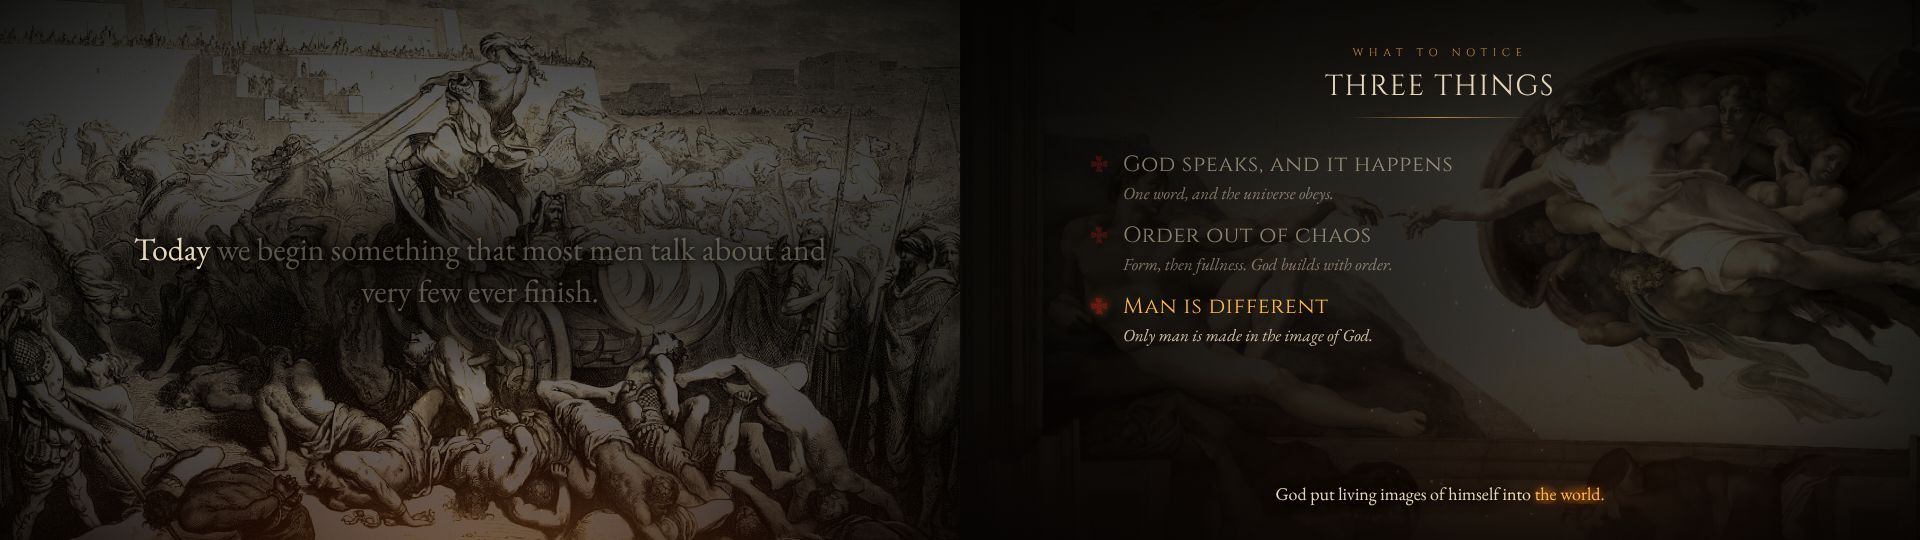 Today we begin something that most men talk about and
very few ever finish.
WHAT TO NOTICE
THREE THINGS
GOD SPEAKS, AND IT HAPPENS
One word, and the universe obeys.
ORDER OUT OF CHAOS
Form, then fullness. God builds with order.
MAN IS DIFFERENT
Only man is made in the image of God.
God put living images of himself into the world.